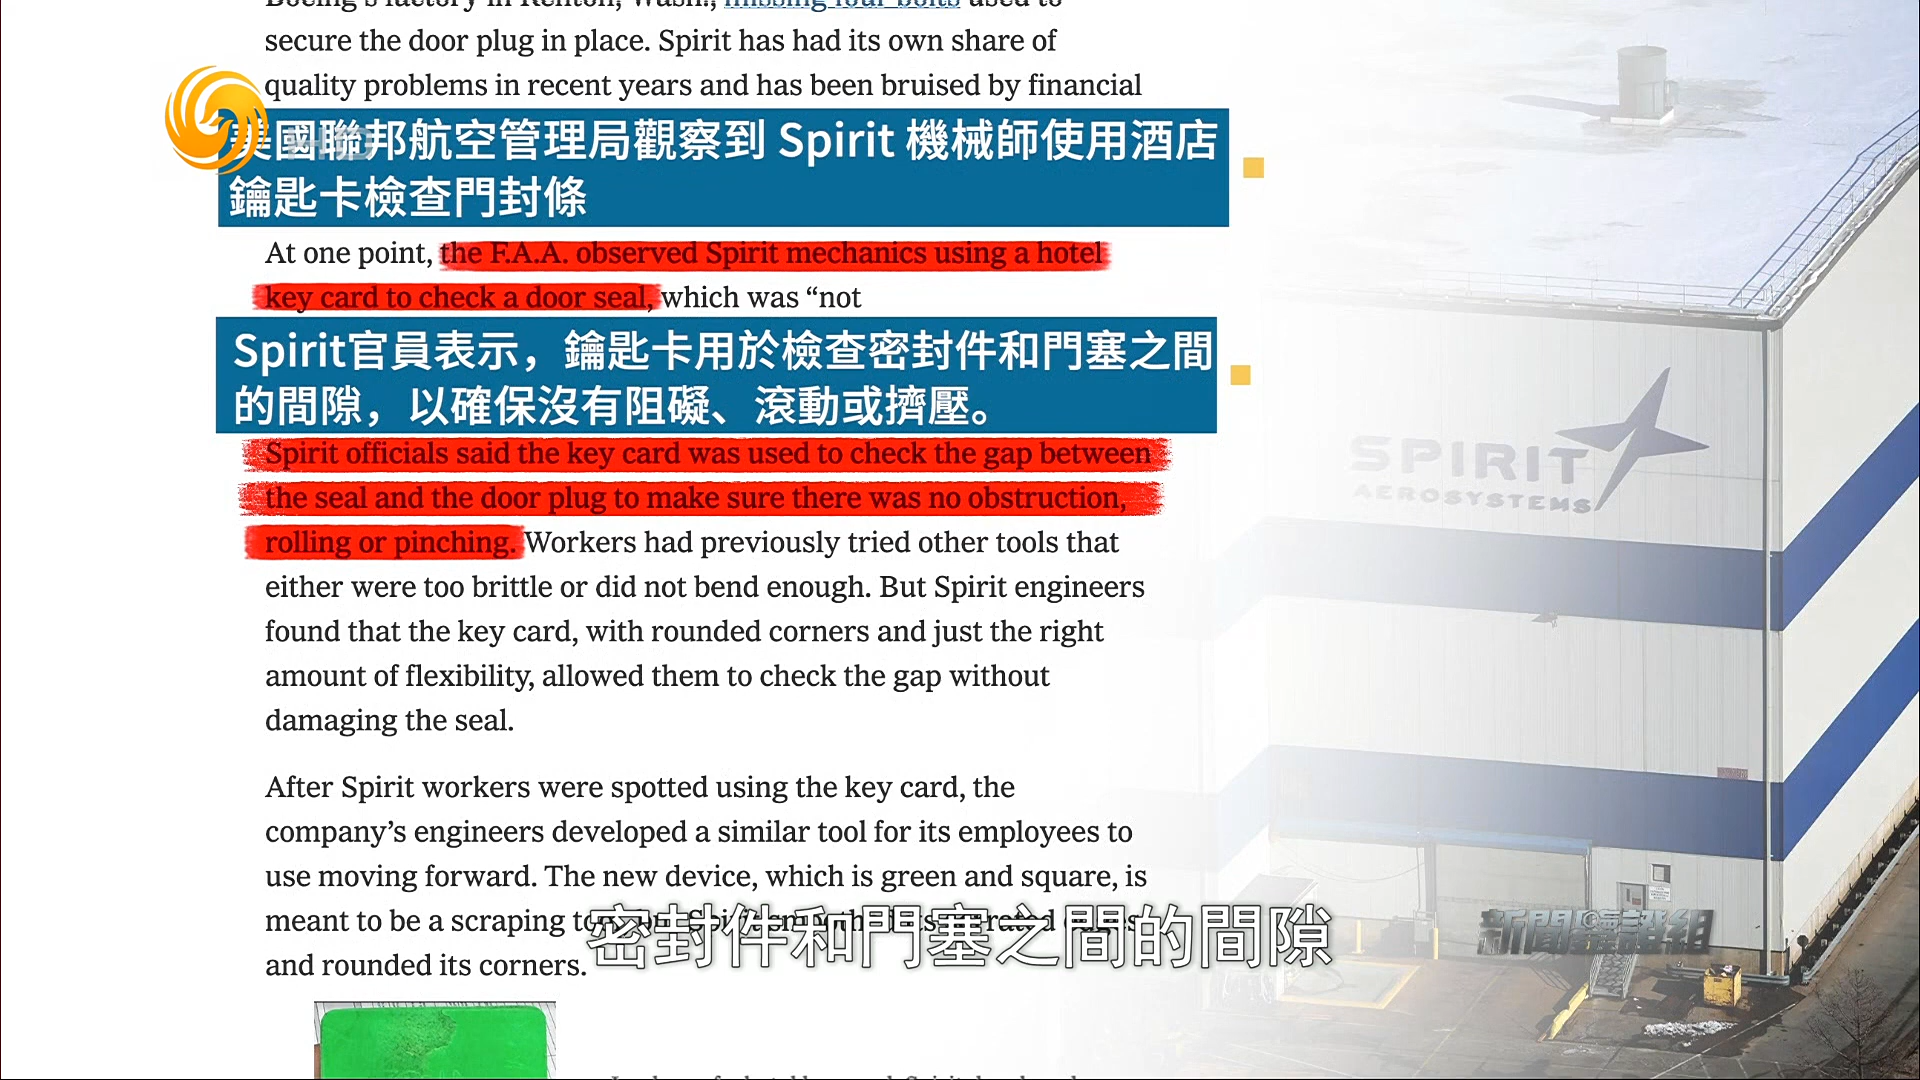 Boeing's factory in Renton, Wash., missing four bolts used to
secure the door plug in place. Spirit has had its own share of
quality problems in recent years and has been bruised by financial
美國聯邦航空管理局觀察到 Spirit 機械師使用酒店
鑰匙卡檢查門封條
At one point, the F.A.A. observed Spirit mechanics using a hotel
key card to check a door seal, which was “not
Spirit官員表示，鑰匙卡用於檢查密封件和門塞之間
的間隙，以確保沒有阻礙、滾動或擠壓。
Spirit officials said the key card was used to check the gap between
the seal and the door plug to make sure there was no obstruction,
rolling or pinching. Workers had previously tried other tools that
either were too brittle or did not bend enough. But Spirit engineers
found that the key card, with rounded corners and just the right
amount of flexibility, allowed them to check the gap without
damaging the seal.
After Spirit workers were spotted using the key card, the
company’s engineers developed a similar tool for its employees to
use moving forward. The new device, which is green and square, is
meant to be a scraping
and rounded its corners.
密封件和門塞之間的間隙
SPIRIT
AEROSYSTEMS
新聞 證組